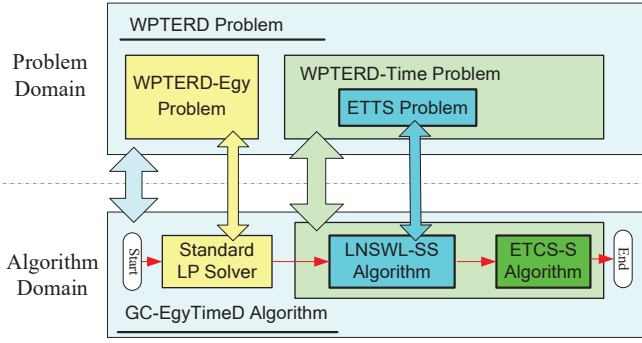 WPTERD Problem
Problem
Domain
WPTERD-Egy
Problem
WPTERD-Time Problem
ETTS Problem
Algorithm
Domain
Start
Standard
LP Solver
LNSWL-SS
Algorithm
ETCS-S
Algorithm
End
GC-EgyTimeD Algorithm